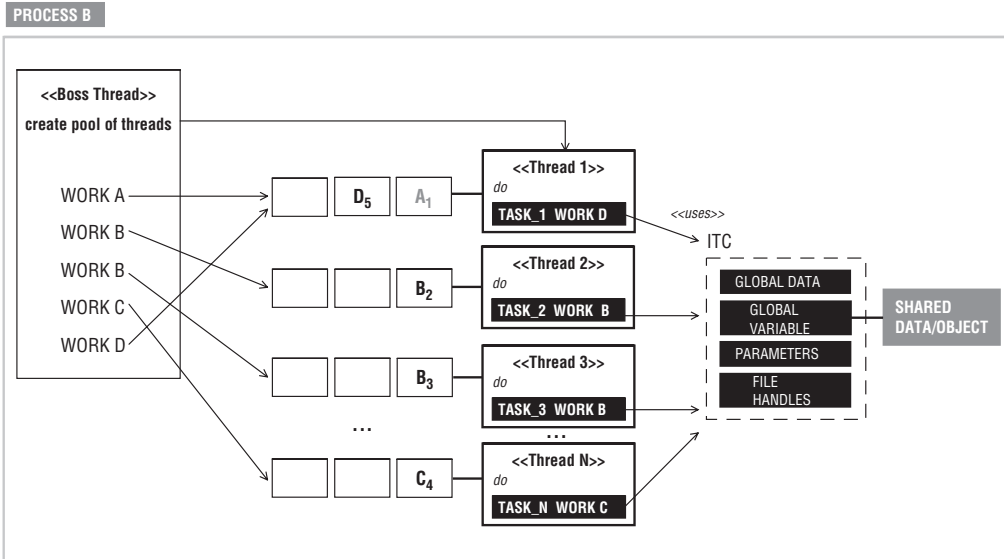 PROCESS B
<<Boss Thread>>
create pool of threads
WORK A
WORK B
WORK B
WORK C
WORK D
D5 A1
B2
B3
...
C4
<<Thread 1>>
do
TASK_1 WORK D
<<Thread 2>>
do
TASK_2 WORK B
<<Thread 3>>
do
TASK_3 WORK B
...
<<Thread N>>
do
TASK_N WORK C
<<uses>>
ITC
GLOBAL DATA
GLOBAL
VARIABLE
PARAMETERS
FILE
HANDLES
SHARED
DATA/OBJECT